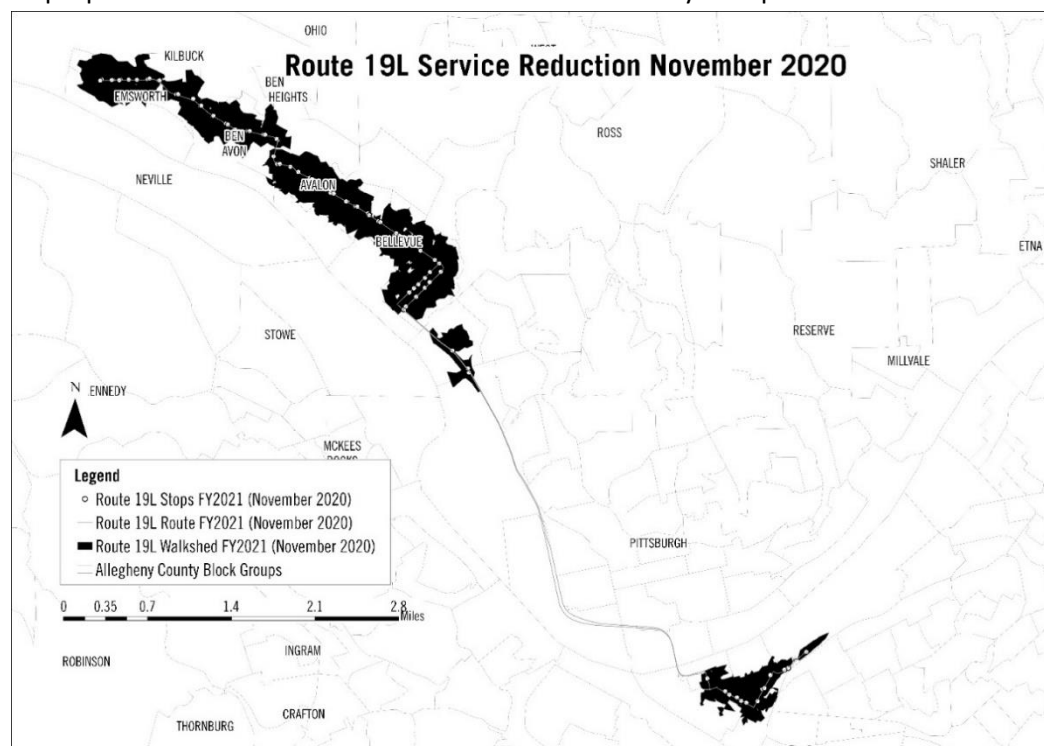 OHIO
KILBUCK
Route 19L Service Reduction November 2020
BEN
HEIGHTS
EMSWORTH
ROSS
BEN
AVON
SHALER
NEVILLE
AVALON
BELLEVUE
ETNA
STOWE
RESERVE
MILLVALE
N
ENNEDY
MCKEES
Legend
Route 19L Stops FY2021 (November 2020)
Route 19L Route FY2021 (November 2020)
Route 19L Walkshed FY2021 (November 2020)
Allegheny County Block Groups
PITTSBURGH
0 0.35 0.7 1.4 2.1 2.8
Miles
INGRAM
ROBINSON
CRAFTON
THORNBURG